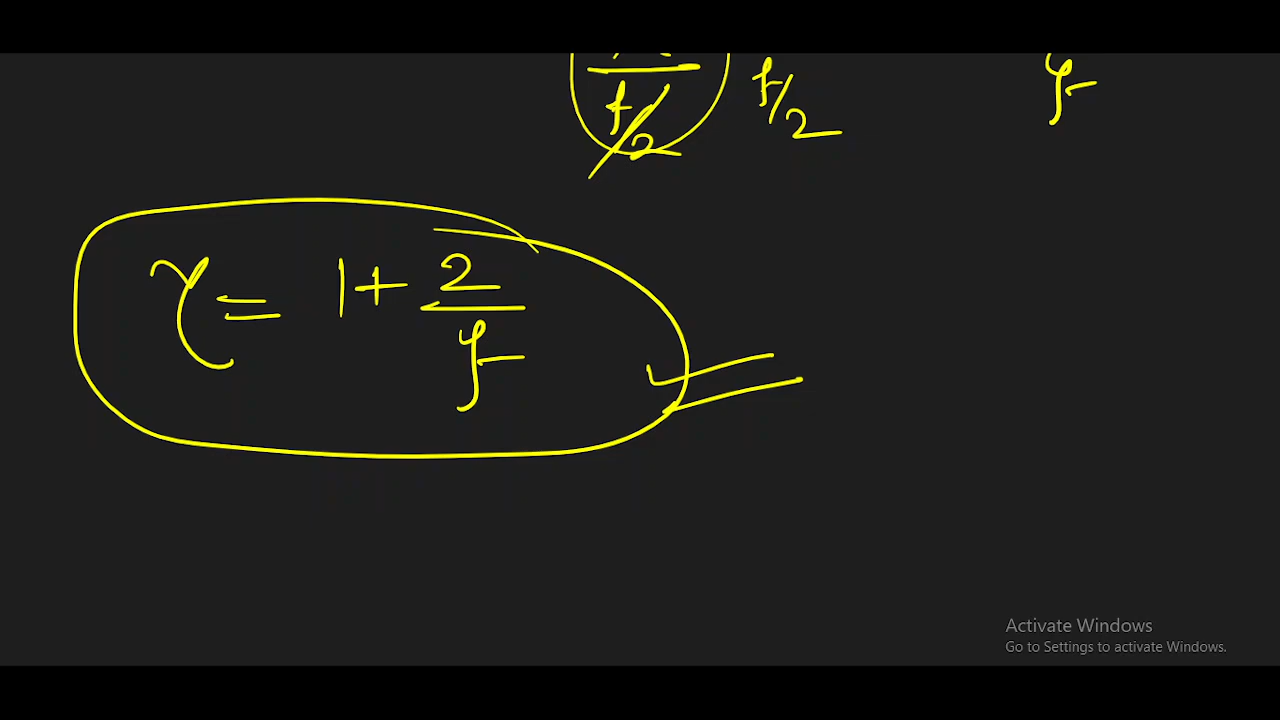 f/2 f/2 f
γ = 1 + 2/f
Activate Windows
Go to Settings to activate Windows.